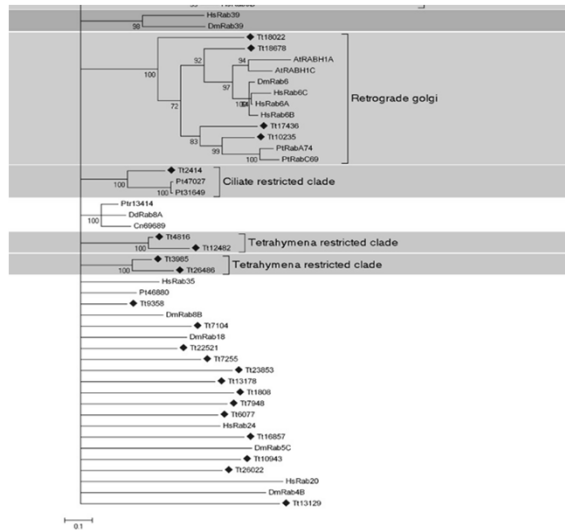 HsRab39
98
DmRab39
Tt18022
Tt18678
94
AtRABH1A
92
AtRABH1C
100
DmRab6
97
HsRab6C
72
HsRab6A
HsRab6B
Retrograde golgi
Tt17436
83
Tt10235
99
PtRabA74
100
PtRabC69
Tt2414
100
Pt47027
100
Pt31649
Ciliate restricted clade
Ptr13414
DdRab8A
100
Cn69689
Tt4816
100
Tt12482
Tetrahymena restricted clade
Tt3985
100
Tt26486
Tetrahymena restricted clade
HsRab35
Pt46880
Tt9358
DmRab8B
Tt7104
DmRab18
Tt22521
Tt7255
Tt23853
Tt13178
Tt1808
Tt7948
Tt6077
HsRab24
Tt16857
DmRab5C
Tt10943
Tt26022
HsRab20
DmRab4B
Tt13129
0.1